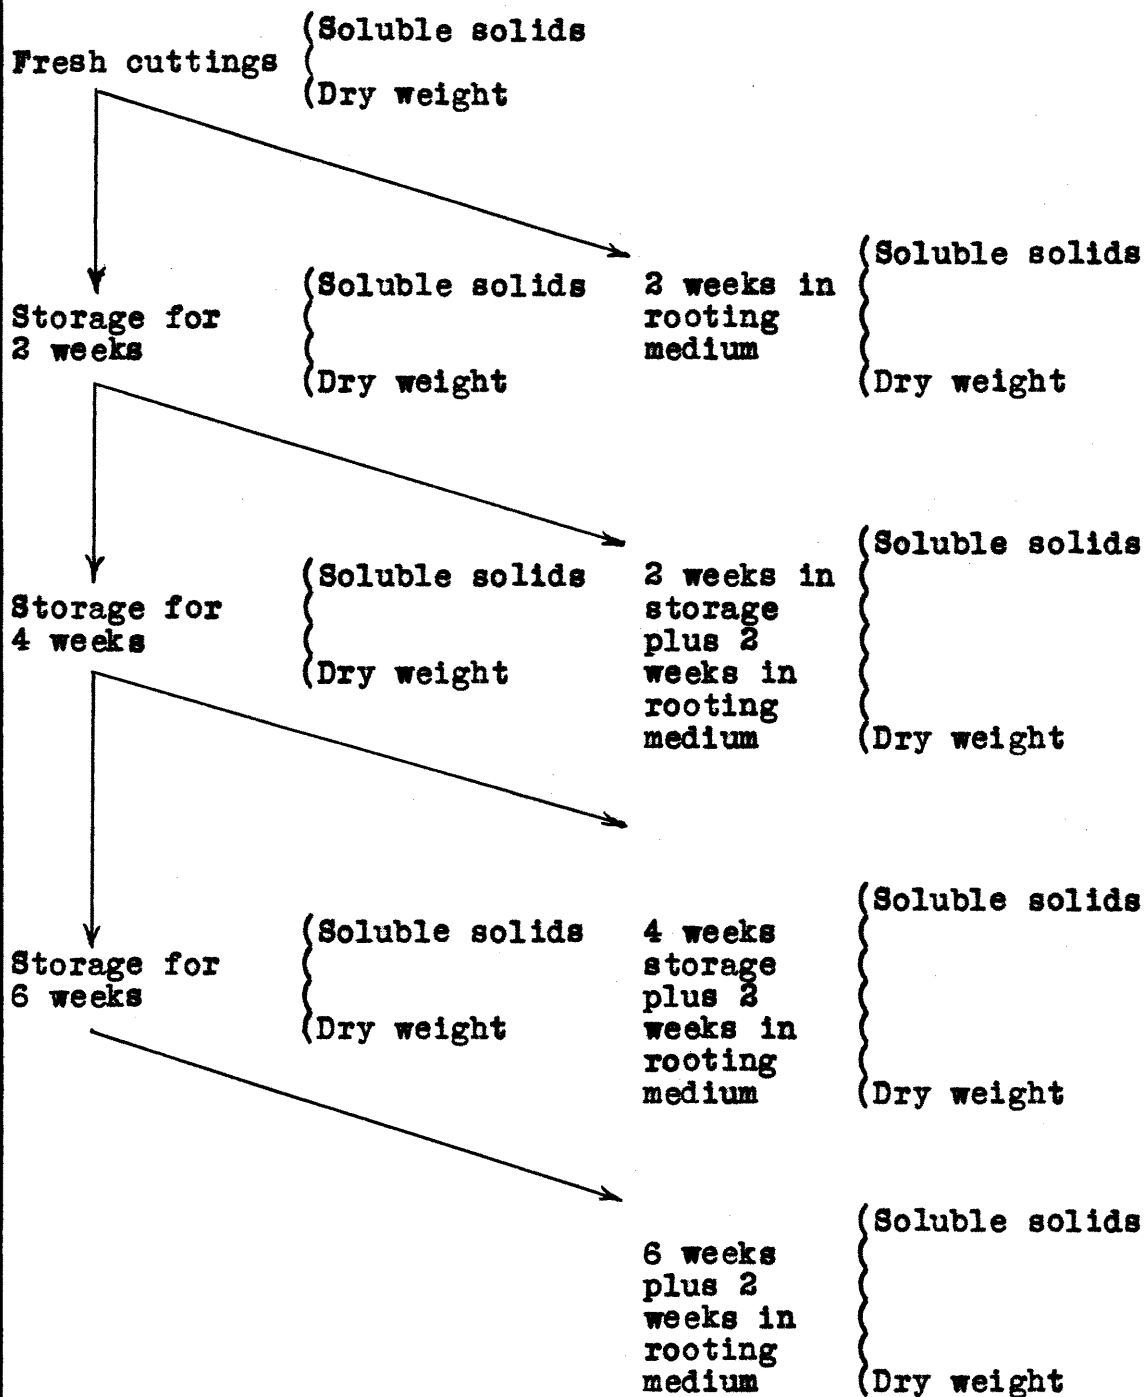 (Soluble solids
Fresh cuttings (
(Dry weight
Storage for
2 weeks
(Soluble solids
(Dry weight
2 weeks in
rooting
medium
(Soluble solids
(Dry weight
Storage for
4 weeks
(Soluble solids
(Dry weight
2 weeks in
storage
plus 2
weeks in
rooting
medium
(Soluble solids
(Dry weight
Storage for
6 weeks
(Soluble solids
(Dry weight
4 weeks
storage
plus 2
weeks in
rooting
medium
(Soluble solids
(Dry weight
6 weeks
plus 2
weeks in
rooting
medium
(Soluble solids
(Dry weight